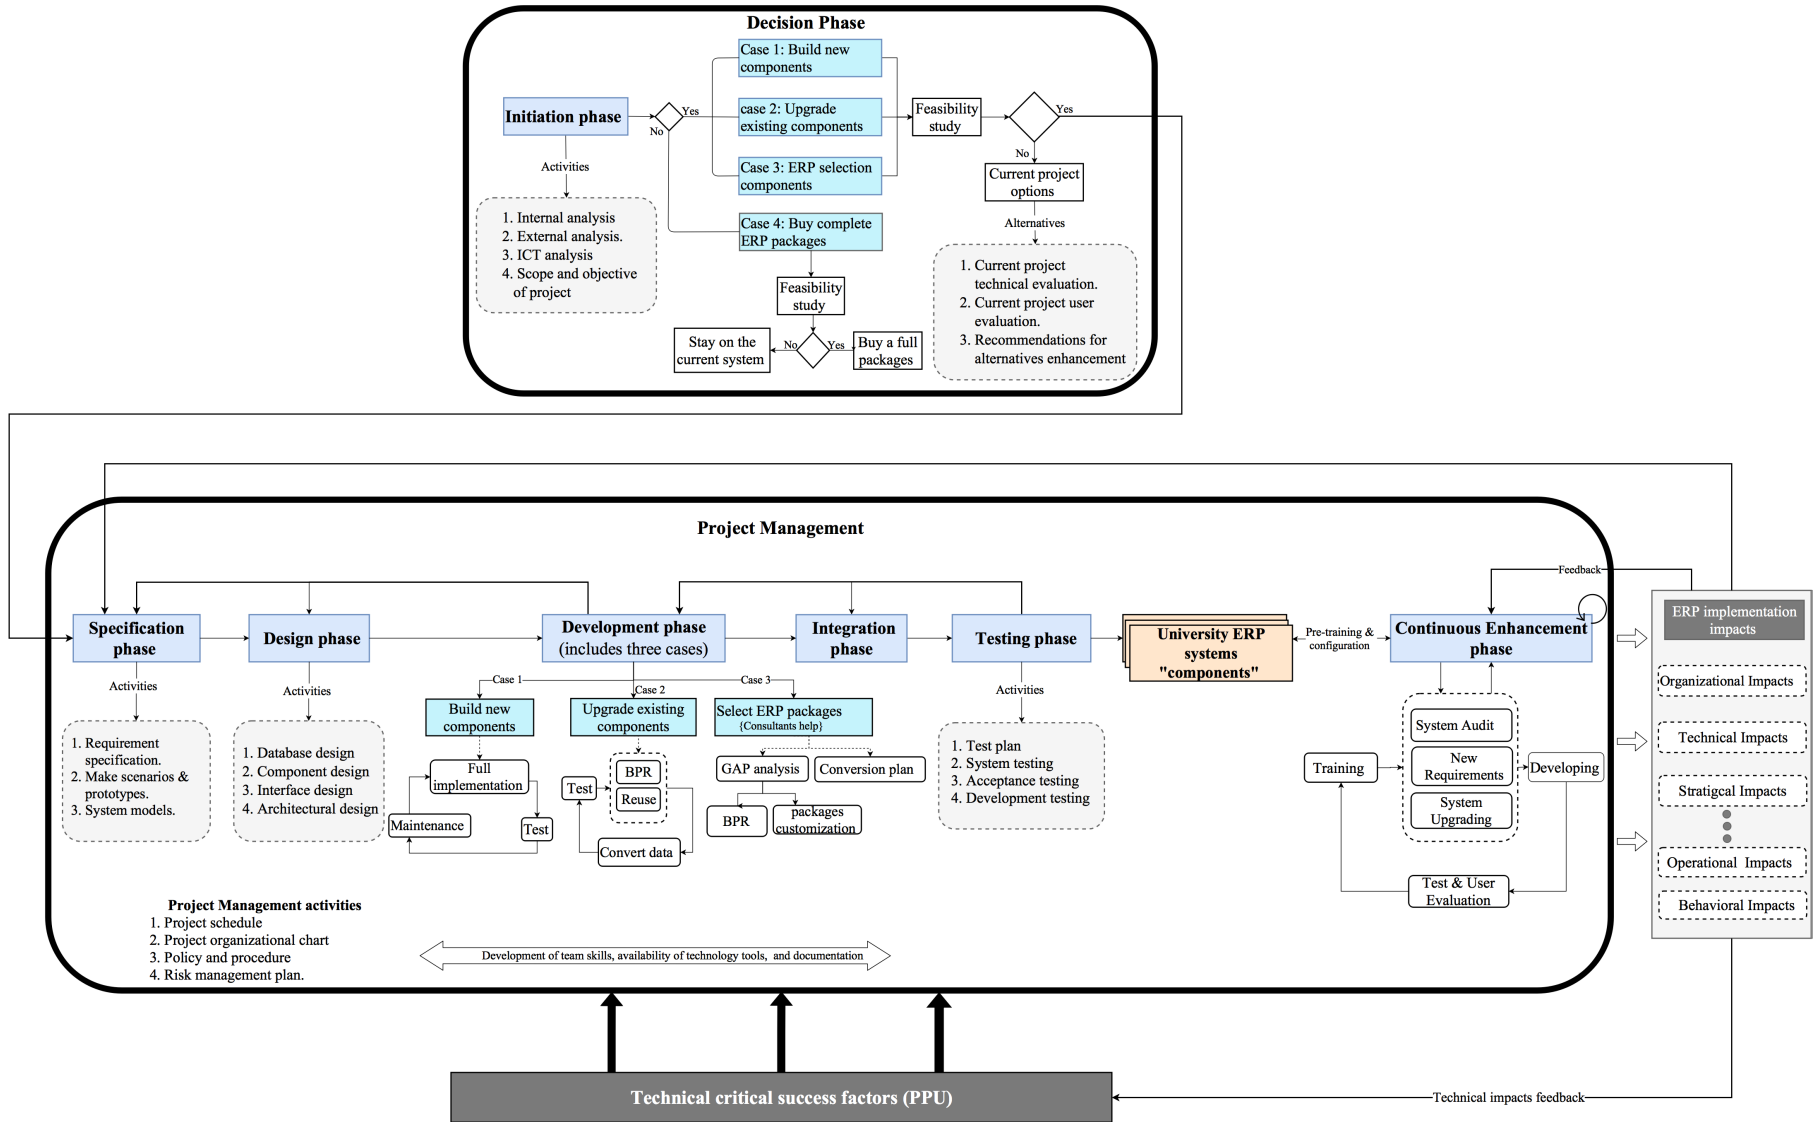 Decision Phase
Case 1: Build new
components
Initiation phase
Yes
No
case 2: Upgrade
existing components
Feasibility
study
Yes
No
Activities
Case 3: ERP selection
components
Current project
options
1. Internal analysis
2. External analysis.
3. ICT analysis
4. Scope and objective
of project
Case 4: Buy complete
ERP packages
Alternatives
Feasibility
study
1. Current project
technical evaluation.
2. Current project user
evaluation.
3. Recommendations for
alternatives enhancement
Stay on the
current system
No
Yes
Buy a full
packages
Project Management
Feedback
Specification
phase
Design phase
Development phase
(includes three cases)
Integration
phase
Testing phase
University ERP
systems
"components"
Pre-training &
configuration
Continuous Enhancement
phase
ERP implementation
impacts
Activities
Activities
Case 1
Case 2
Case 3
Activities
Organizational Impacts
Technical Impacts
Stratigcal Impacts
Operational Impacts
Behavioral Impacts
1. Requirement
specification.
2. Make scenarios &
prototypes.
3. System models.
1. Database design
2. Component design
3. Interface design
4. Architectural design
Build new
components
Full
implementation
Maintenance
Test
Upgrade existing
components
BPR
Reuse
Test
Convert data
Select ERP packages
{Consultants help}
GAP analysis
Conversion plan
BPR
packages
customization
1. Test plan
2. System testing
3. Acceptance testing
4. Development testing
System Audit
New
Requirements
System
Upgrading
Training
Developing
Test & User
Evaluation
Project Management activities
1. Project schedule
2. Project organizational chart
3. Policy and procedure
4. Risk management plan.
Development of team skills, availability of technology tools, and documentation
Technical critical success factors (PPU)
Technical impacts feedback